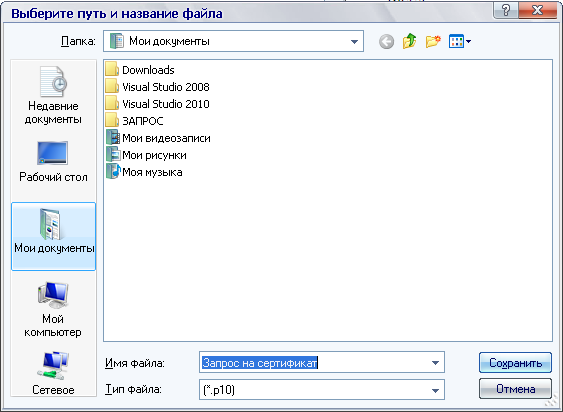 Выберите путь и название файла
Папка:
Мои документы
Недавние документы
Рабочий стол
Мои документы
Мой компьютер
Сетевое
Downloads
Visual Studio 2008
Visual Studio 2010
ЗАПРОС
Мои видеозаписи
Мои рисунки
Моя музыка
Имя файла:
Запрос на сертификат
Сохранить
Тип файла:
(*.p10)
Отмена